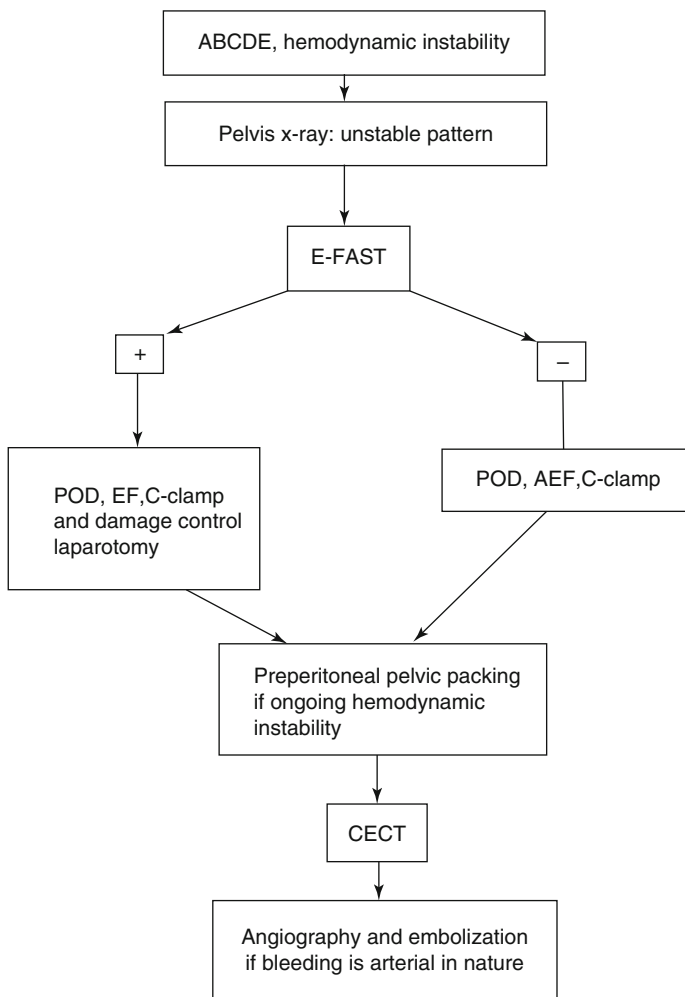 ABCDE, hemodynamic instability
Pelvis x-ray: unstable pattern
E-FAST
+
–
POD, EF,C-clamp
and damage control
laparotomy
POD, AEF,C-clamp
Preperitoneal pelvic packing
if ongoing hemodynamic
instability
CECT
Angiography and embolization
if bleeding is arterial in nature